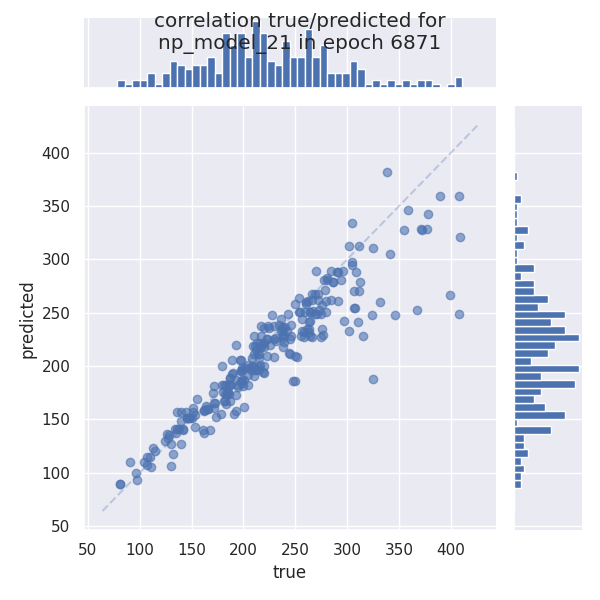 correlation true/predicted for
np_model_21 in epoch 6871
400
350
300
250
200
150
100
50
predicted
50 100 150 200 250 300 350 400
true